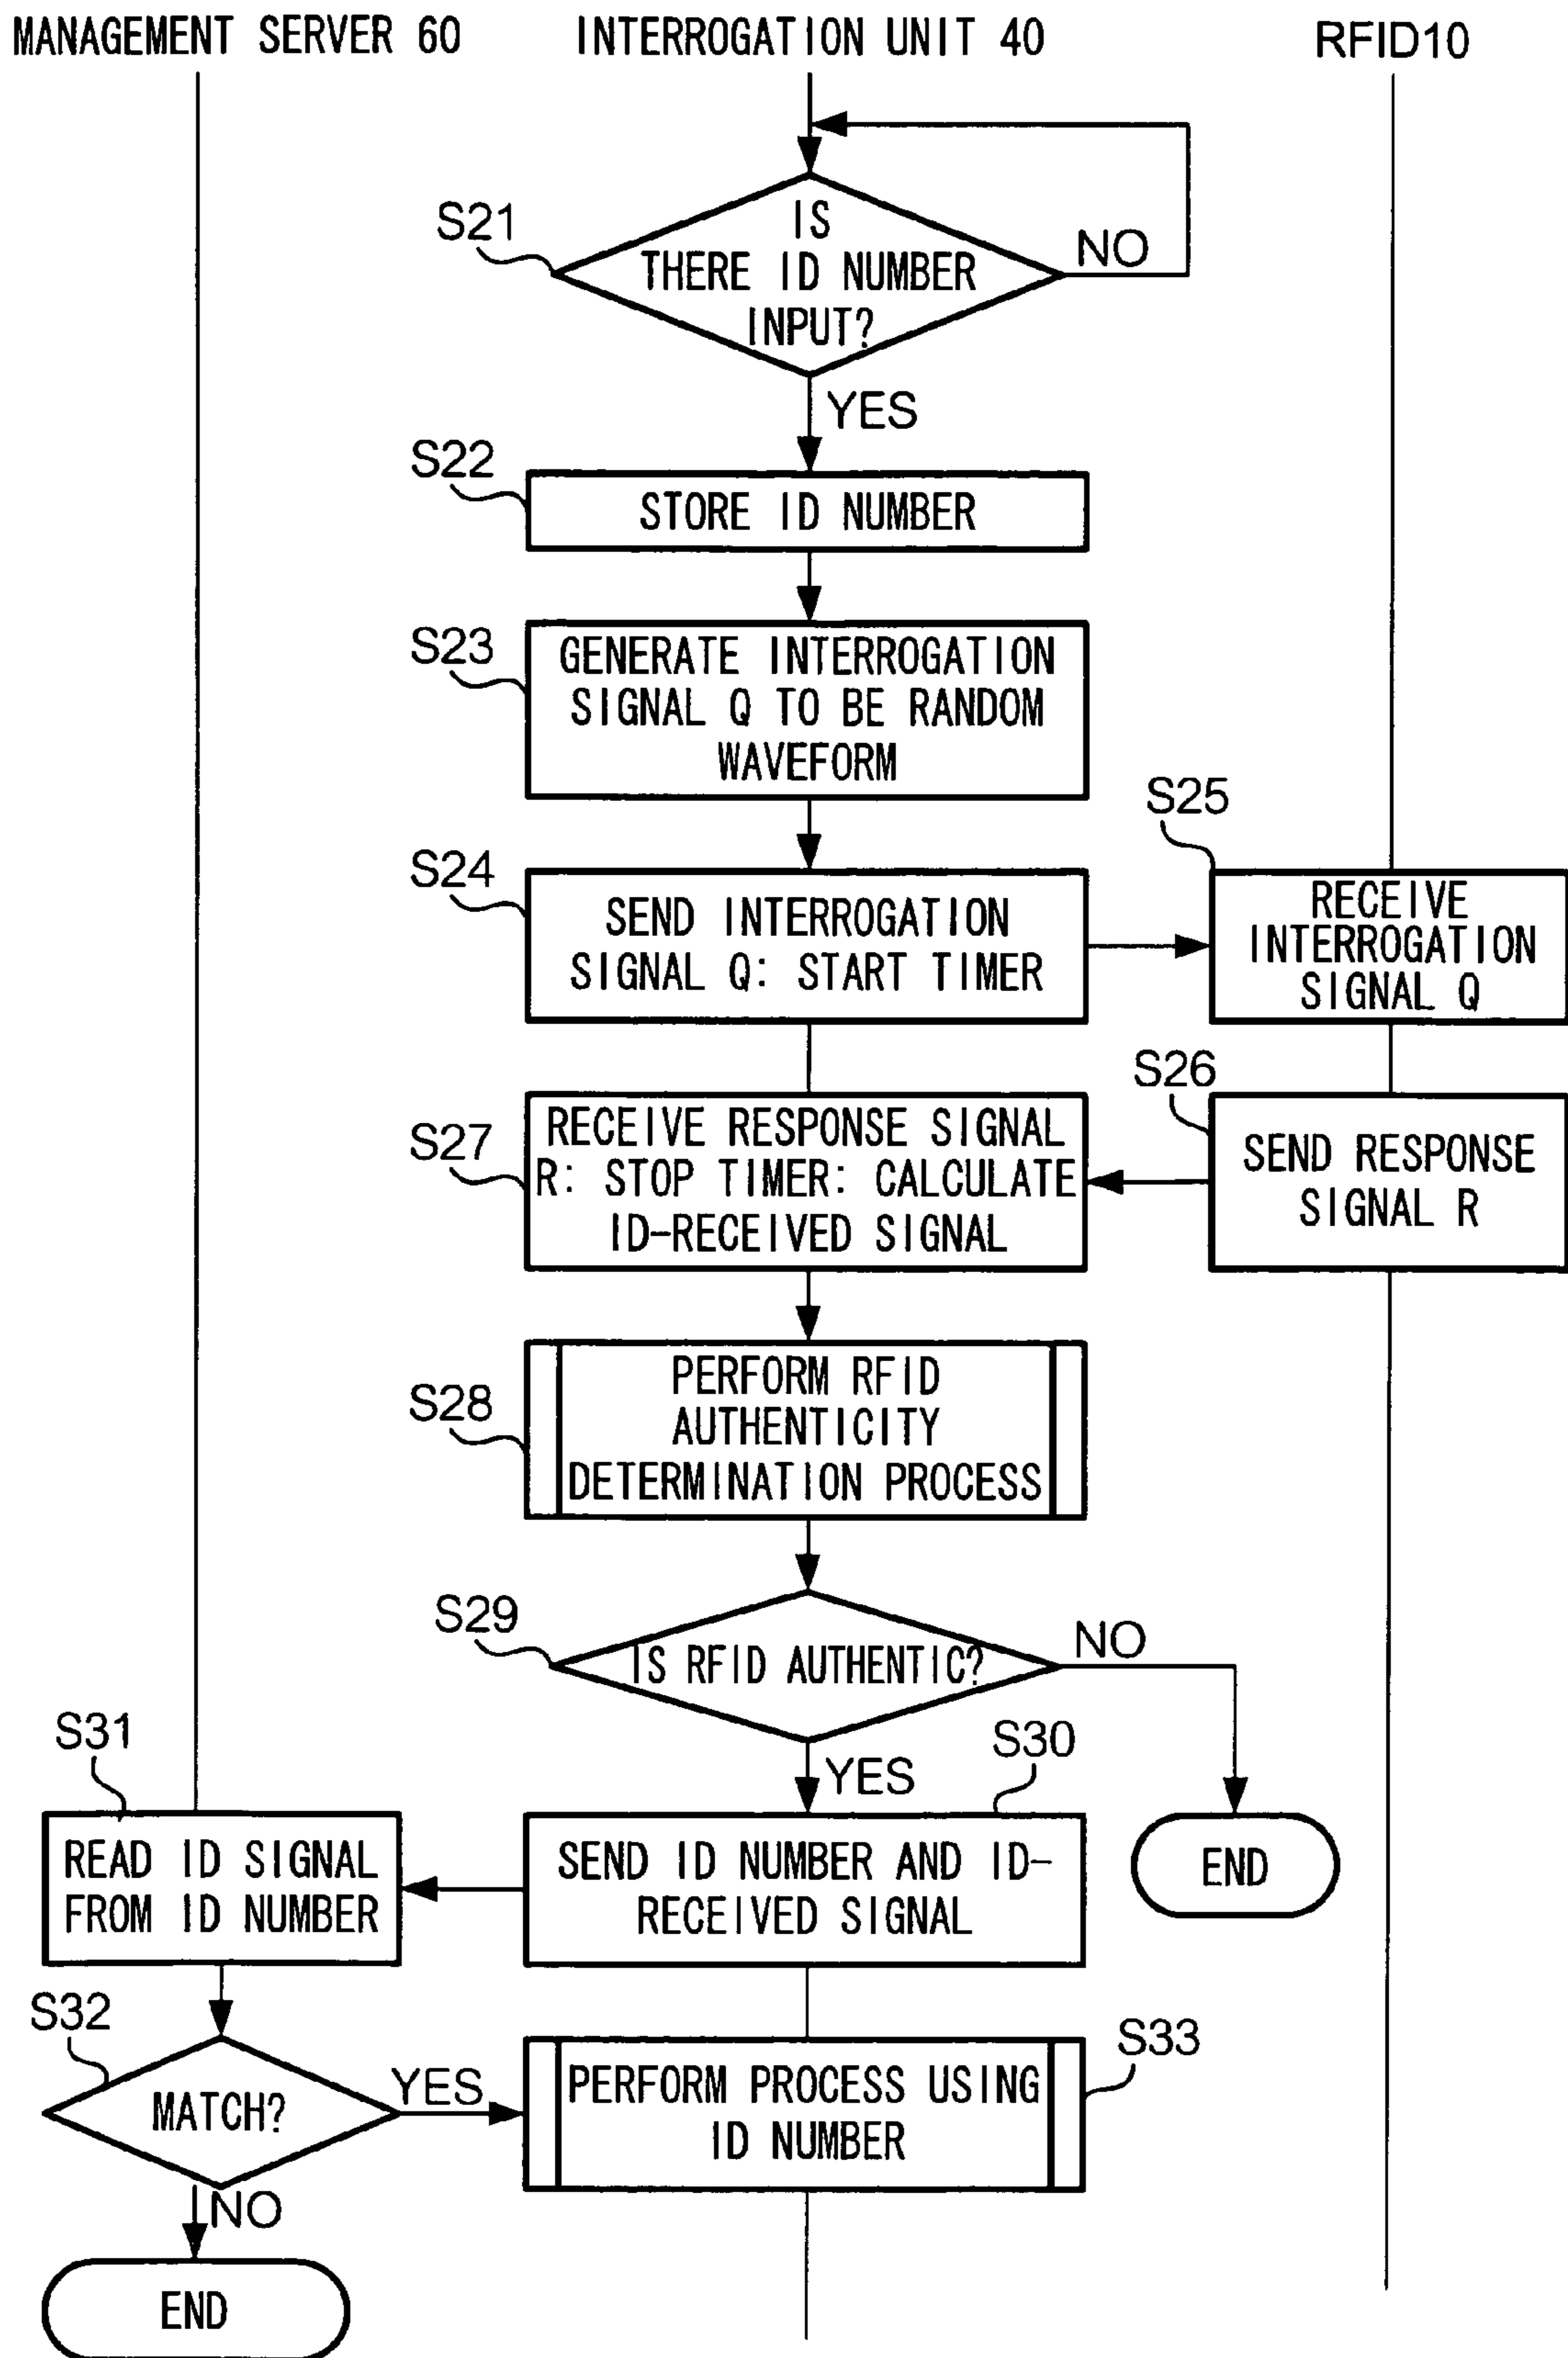 MANAGEMENT SERVER 60
INTERROGATION UNIT 40
RFID10
S21
IS
THERE ID NUMBER
INPUT?
NO
YES
S22
STORE ID NUMBER
S23
GENERATE INTERROGATION
SIGNAL Q TO BE RANDOM
WAVEFORM
S24
SEND INTERROGATION
SIGNAL Q: START TIMER
S25
RECEIVE
INTERROGATION
SIGNAL Q
S26
SEND RESPONSE
SIGNAL R
S27
RECEIVE RESPONSE SIGNAL
R: STOP TIMER: CALCULATE
ID-RECEIVED SIGNAL
S28
PERFORM RFID
AUTHENTICITY
DETERMINATION PROCESS
S29
IS RFID AUTHENTIC?
NO
END
YES
S30
SEND ID NUMBER AND ID-
RECEIVED SIGNAL
S31
READ ID SIGNAL
FROM ID NUMBER
S32
MATCH?
YES
S33
PERFORM PROCESS USING
ID NUMBER
NO
END